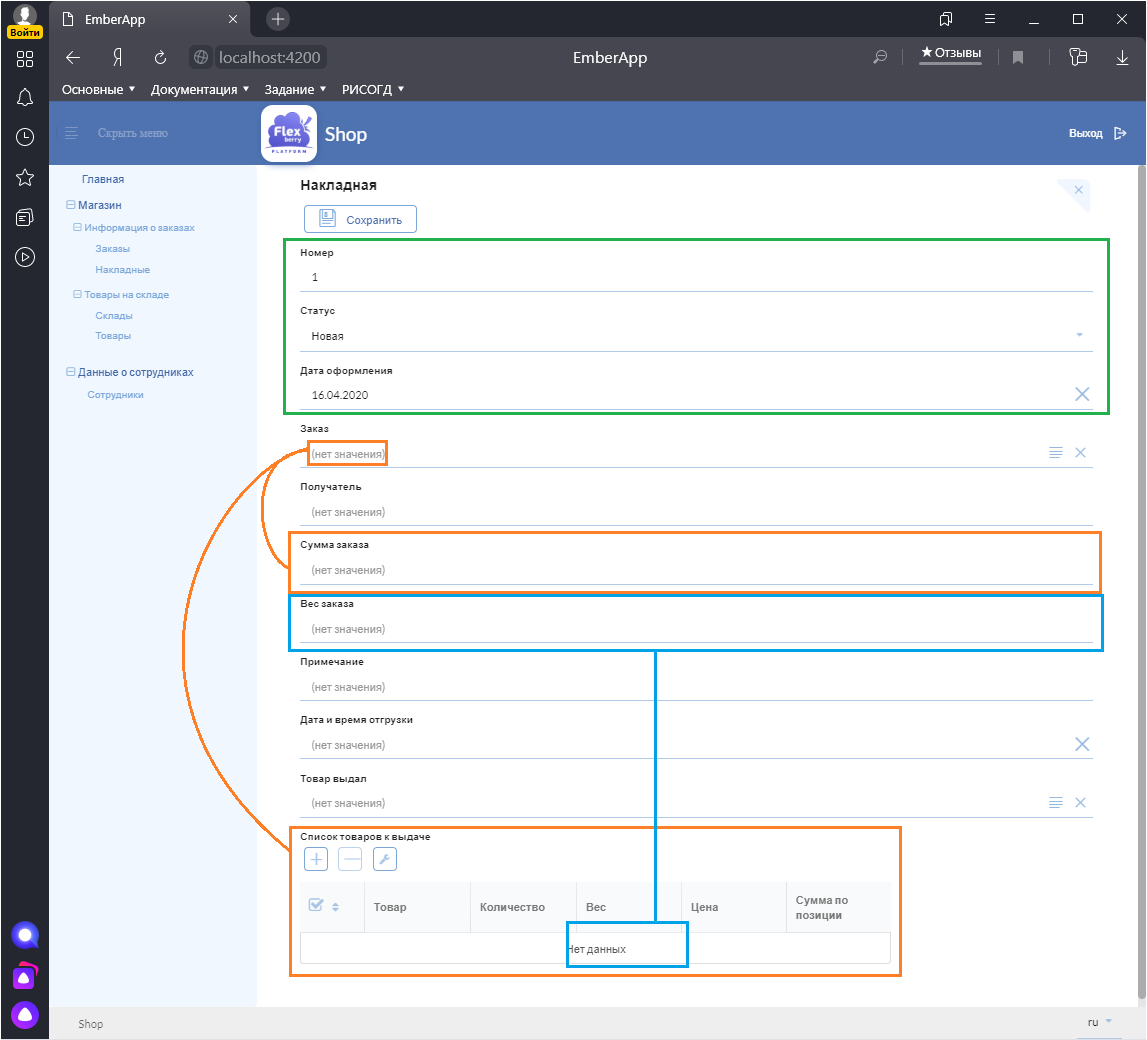 EmberApp
Войти
localhost:4200
EmberApp
★Отзывы
Основные ▼ Документация ▼ Задание ▼ РИСОГД ▼
Скрыть меню
Flex
berry
PLATFORM
Shop
Выход
Главная
Магазин
Информация о заказах
Заказы
Накладные
Товары на складе
Склады
Товары
Данные о сотрудниках
Сотрудники
Накладная
Сохранить
Номер
1
Статус
Новая
Дата оформления
16.04.2020
Заказ
(нет значения)
Получатель
(нет значения)
Сумма заказа
(нет значения)
Вес заказа
(нет значения)
Примечание
(нет значения)
Дата и время отгрузки
(нет значения)
Товар выдал
(нет значения)
Список товаров к выдаче
Товар Количество Вес Цена Сумма по
позиции
Нет данных
Shop
ru